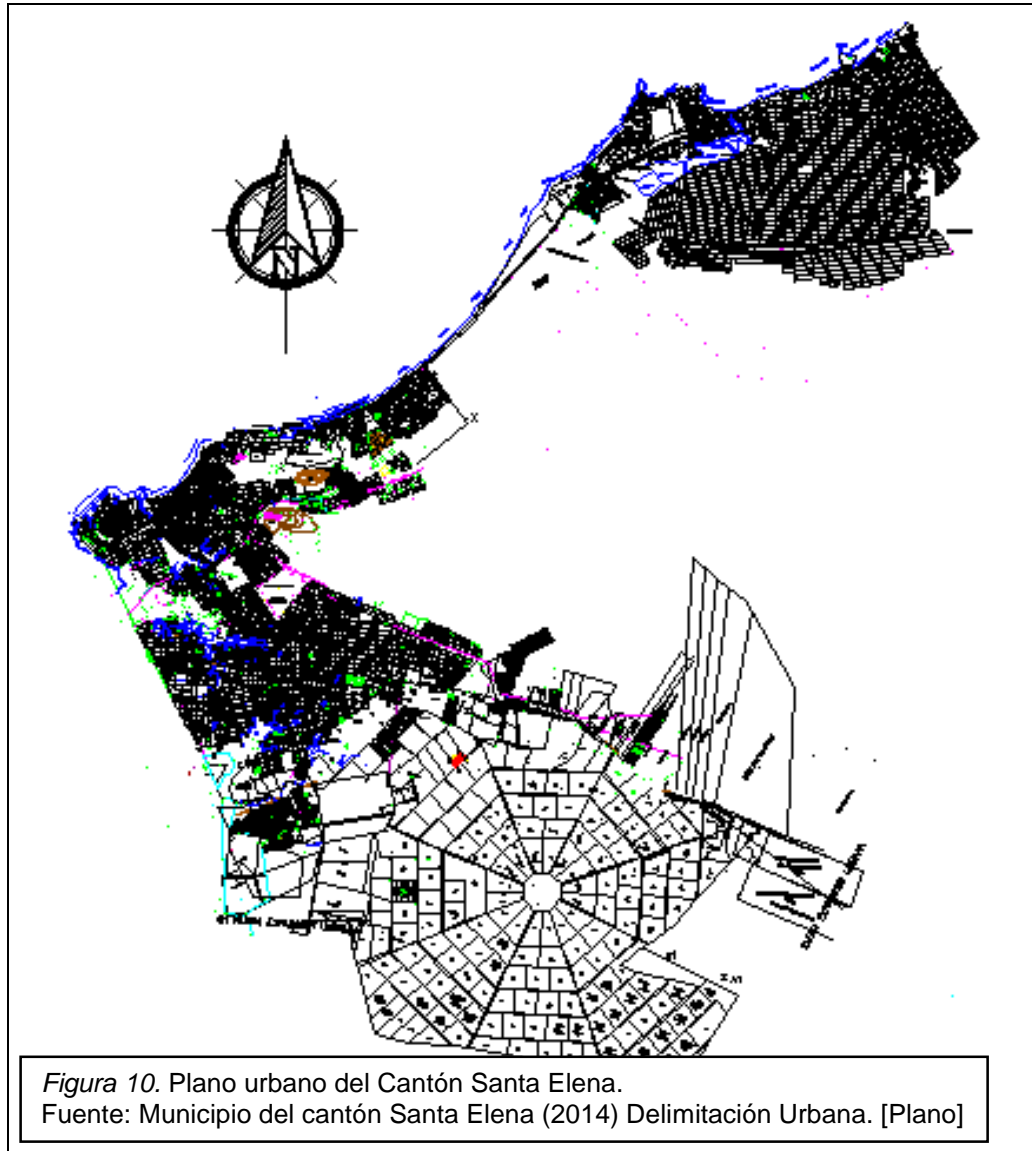 N
X
Figura 10. Plano urbano del Cantón Santa Elena.
Fuente: Municipio del cantón Santa Elena (2014) Delimitación Urbana. [Plano]